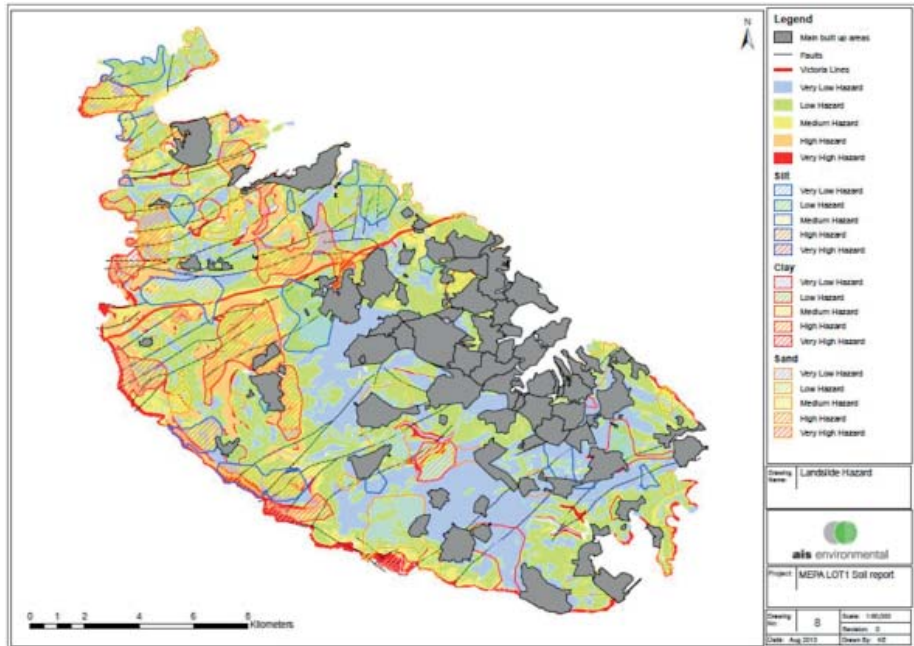 N
0 2 4 6 8 Kilometers
Legend
Main built up areas
Faults
Victoria Lines
Very Low Hazard
Low Hazard
Medium Hazard
High Hazard
Very High Hazard
Silt
Very Low Hazard
Low Hazard
Medium Hazard
High Hazard
Very High Hazard
Clay
Very Low Hazard
Low Hazard
Medium Hazard
High Hazard
Very High Hazard
Sand
Very Low Hazard
Low Hazard
Medium Hazard
High Hazard
Very High Hazard
Drawing Name: Landslide Hazard
ais environmental
Project: MEPA LOT1 Soil report
Drawing No: 8
Scale:
Revision: 0
Date: Aug 2013
Drawn By: